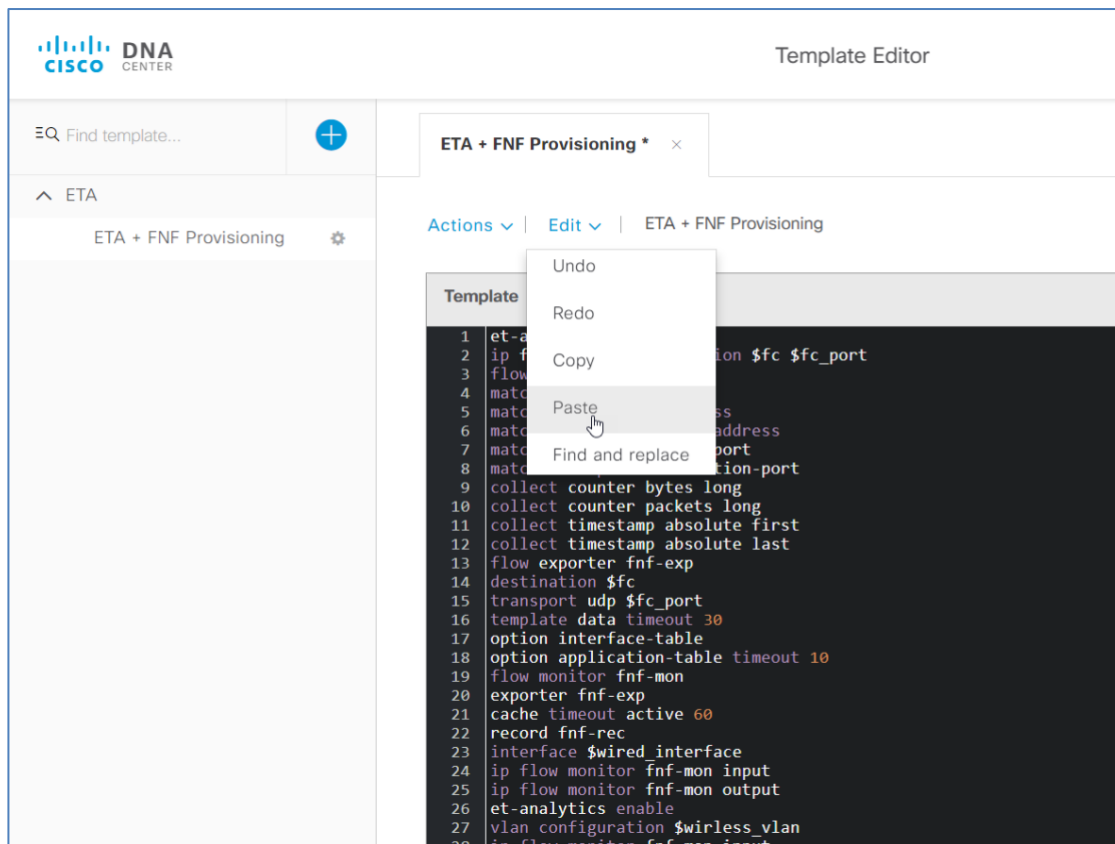 CISCO DNA CENTER
Template Editor
Find template...
ETA + FNF Provisioning *
ETA
ETA + FNF Provisioning
Actions
Edit
ETA + FNF Provisioning
Undo
Redo
Copy
Paste
Find and replace
Template
1 et-a
2 ip f ion $fc $fc_port
3 flow
4 matc
5 matc ss
6 matc address
7 matc port
8 matc tion-port
9 collect counter bytes long
10 collect counter packets long
11 collect timestamp absolute first
12 collect timestamp absolute last
13 flow exporter fnf-exp
14 destination $fc
15 transport udp $fc_port
16 template data timeout 30
17 option interface-table
18 option application-table timeout 10
19 flow monitor fnf-mon
20 exporter fnf-exp
21 cache timeout active 60
22 record fnf-rec
23 interface $wired_interface
24 ip flow monitor fnf-mon input
25 ip flow monitor fnf-mon output
26 et-analytics enable
27 vlan configuration $wirless_vlan